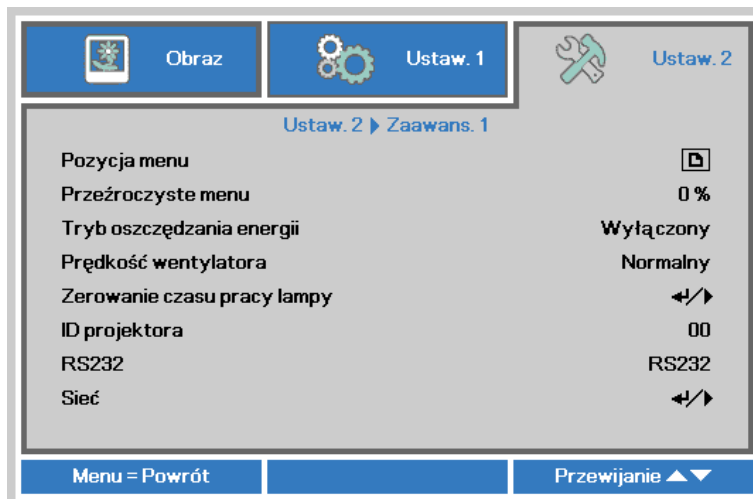 Obraz
Ustaw. 1
Ustaw. 2
Ustaw. 2 Zaawans. 1
Pozycja menu
Przeźroczyste menu 0 %
Tryb oszczędzania energii Wyłączony
Prędkość wentylatora Normalny
Zerowanie czasu pracy lampy
ID projektora 00
RS232 RS232
Sieć
Menu = Powrót
Przewijanie